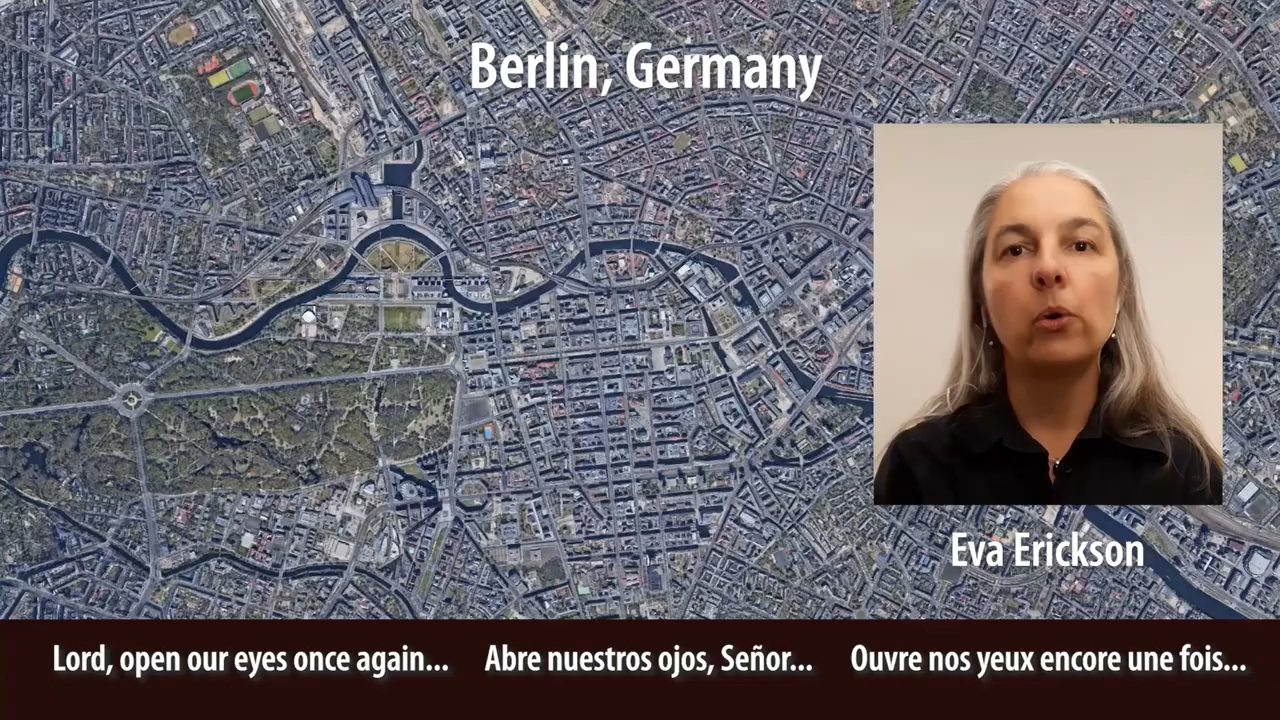 Berlin, Germany
Eva Erickson
Lord, open our eyes once again... Abre nuestros ojos, Señor... Ouvre nos yeux encore une fois...